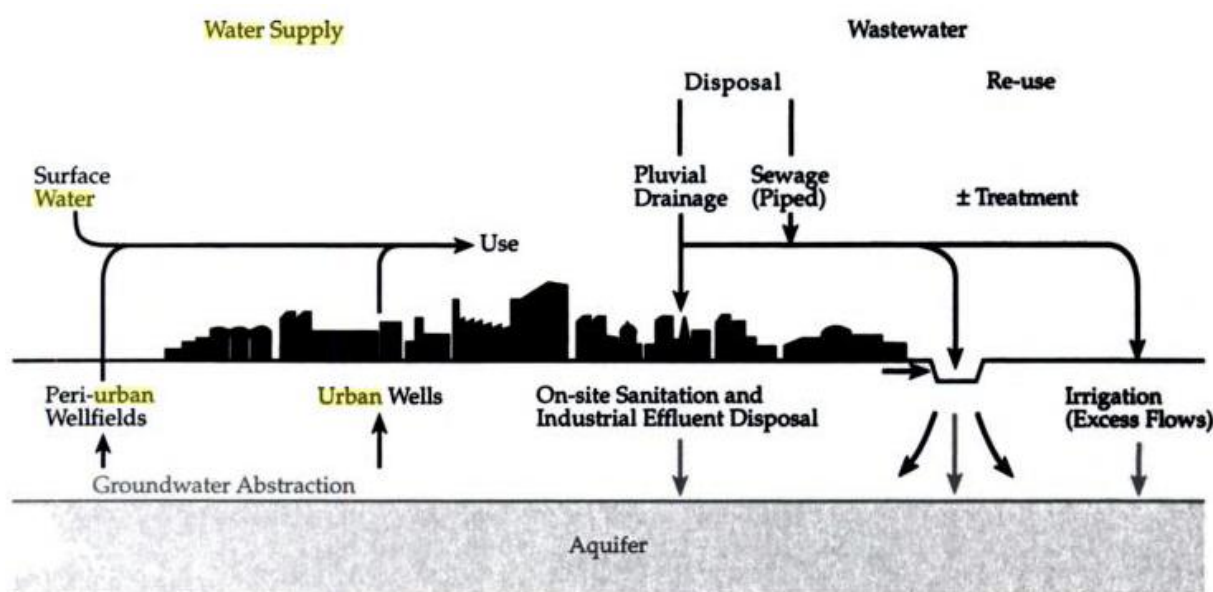 Water Supply
Wastewater
Disposal
Re-use
Surface
Water
Pluvial
Drainage
Sewage
(Piped)
± Treatment
Use
Peri-urban
Wellfields
Urban Wells
On-site Sanitation and
Industrial Effluent Disposal
Irrigation
(Excess Flows)
Groundwater Abstraction
Aquifer